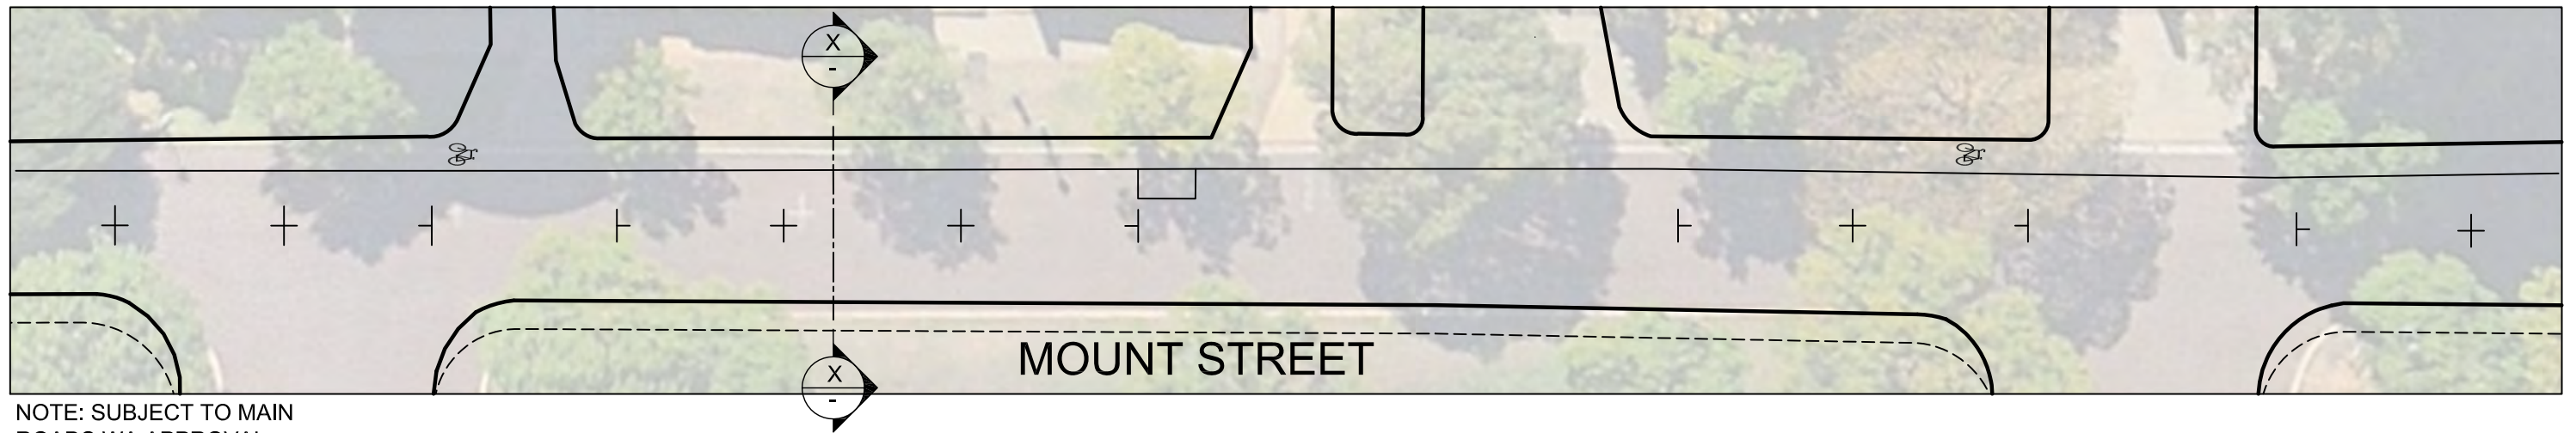 X
-
MOUNT STREET
X
-
NOTE: SUBJECT TO MAIN